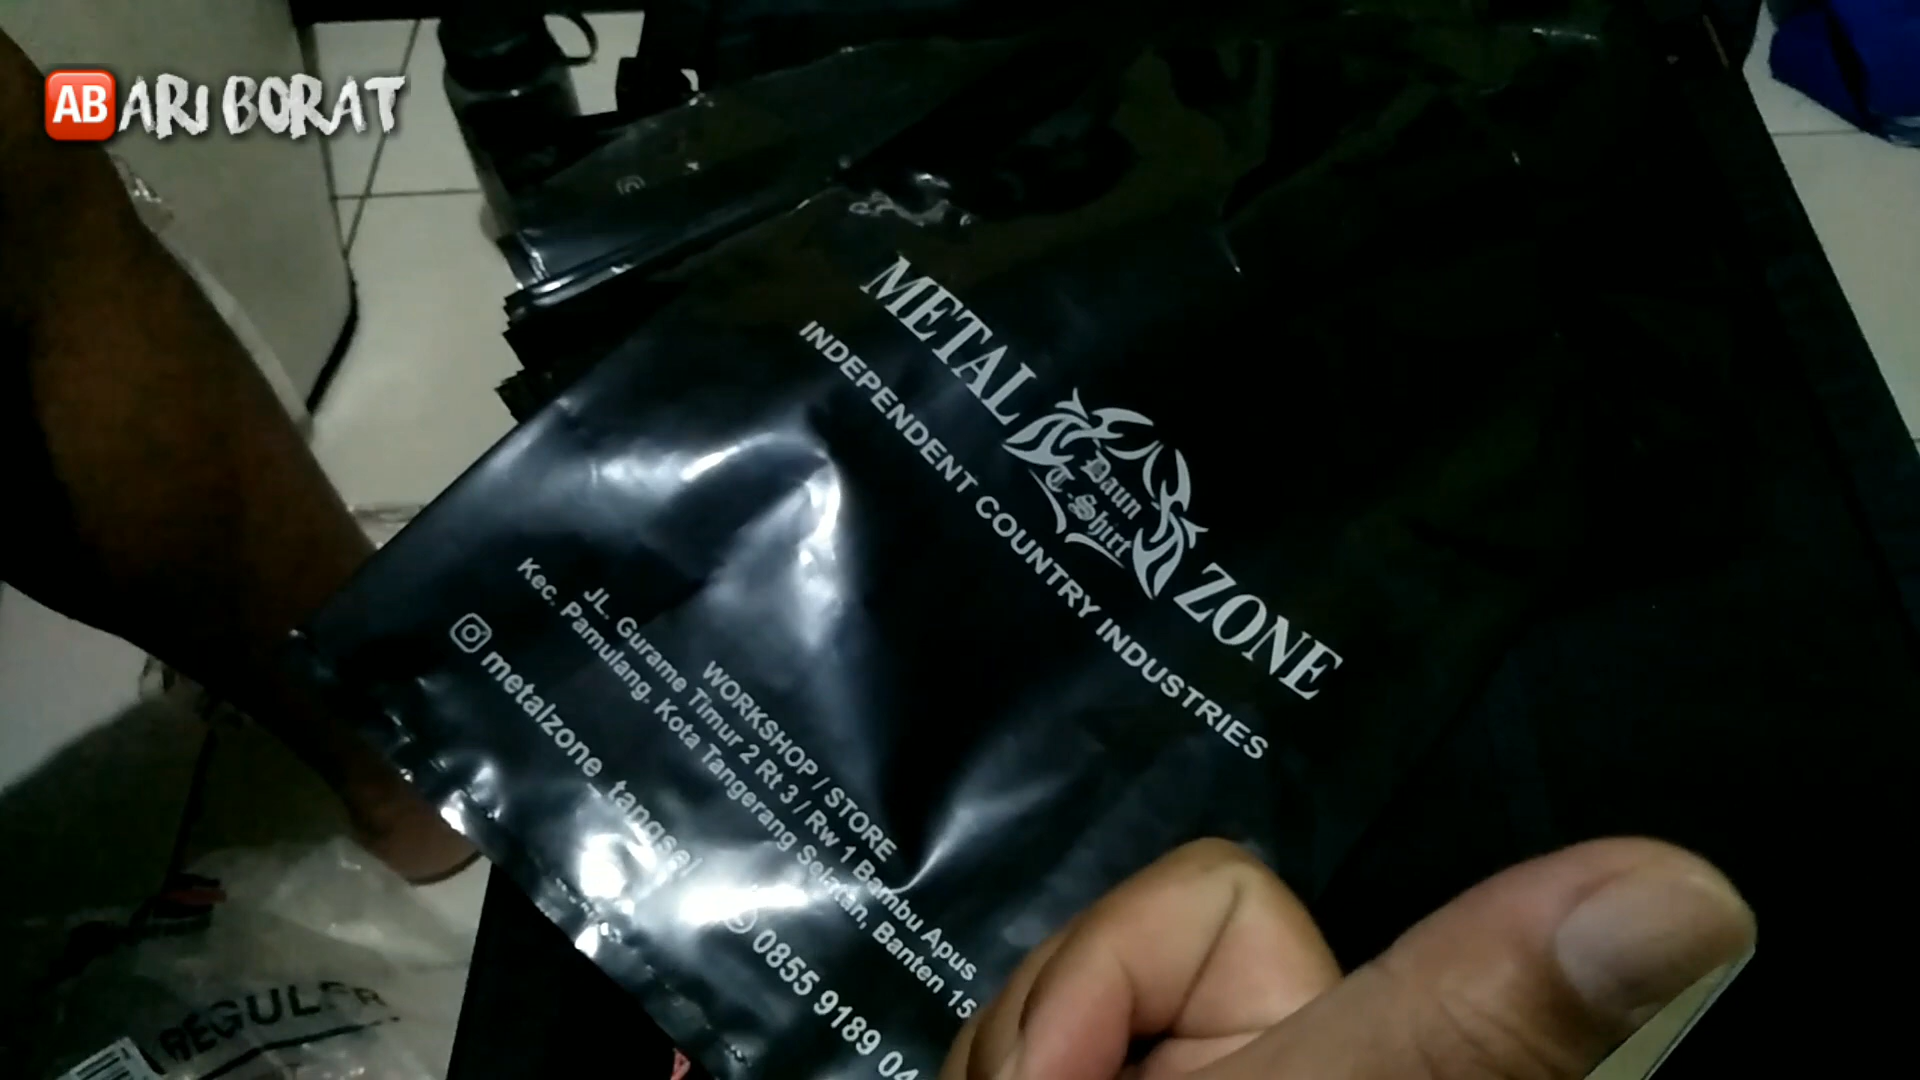 AB ARI BORAT
METAL ZONE
Daun
T-Shirt
INDEPENDENT COUNTRY INDUSTRIES
WORKSHOP / STORE
JL. Gurame Timur 2 Rt 3 / Rw 1 Bambu Apus
Kec. Pamulang. Kota Tangerang Selatan, Banten 15
metalzone_tangsel
0855 9189 04
REGULER